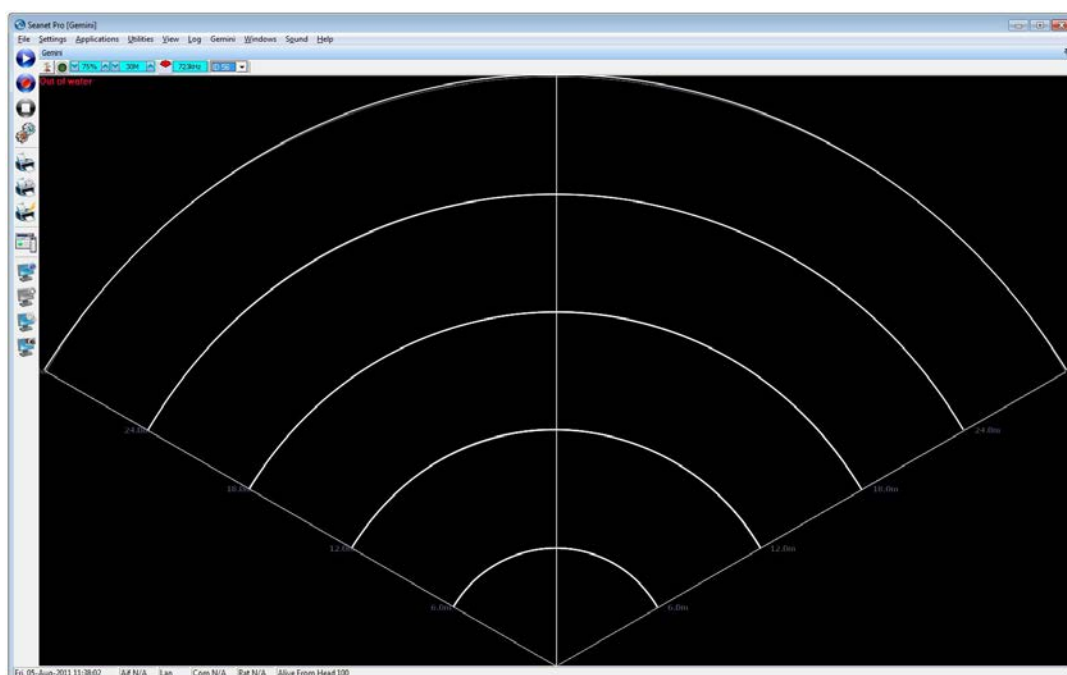 Seanet Pro [Gemini]
File Settings Applications Utilities View Log Gemini Windows Sound Help
Gemini
75% 30M 723kHz
Out of water
24.0m 24.0m
18.0m 18.0m
12.0m 12.0m
6.0m 6.0m
Fri, 05-Aug-2011 11:38:02 Aif N/A Lan Com N/A Pat N/A Alive From Head 100